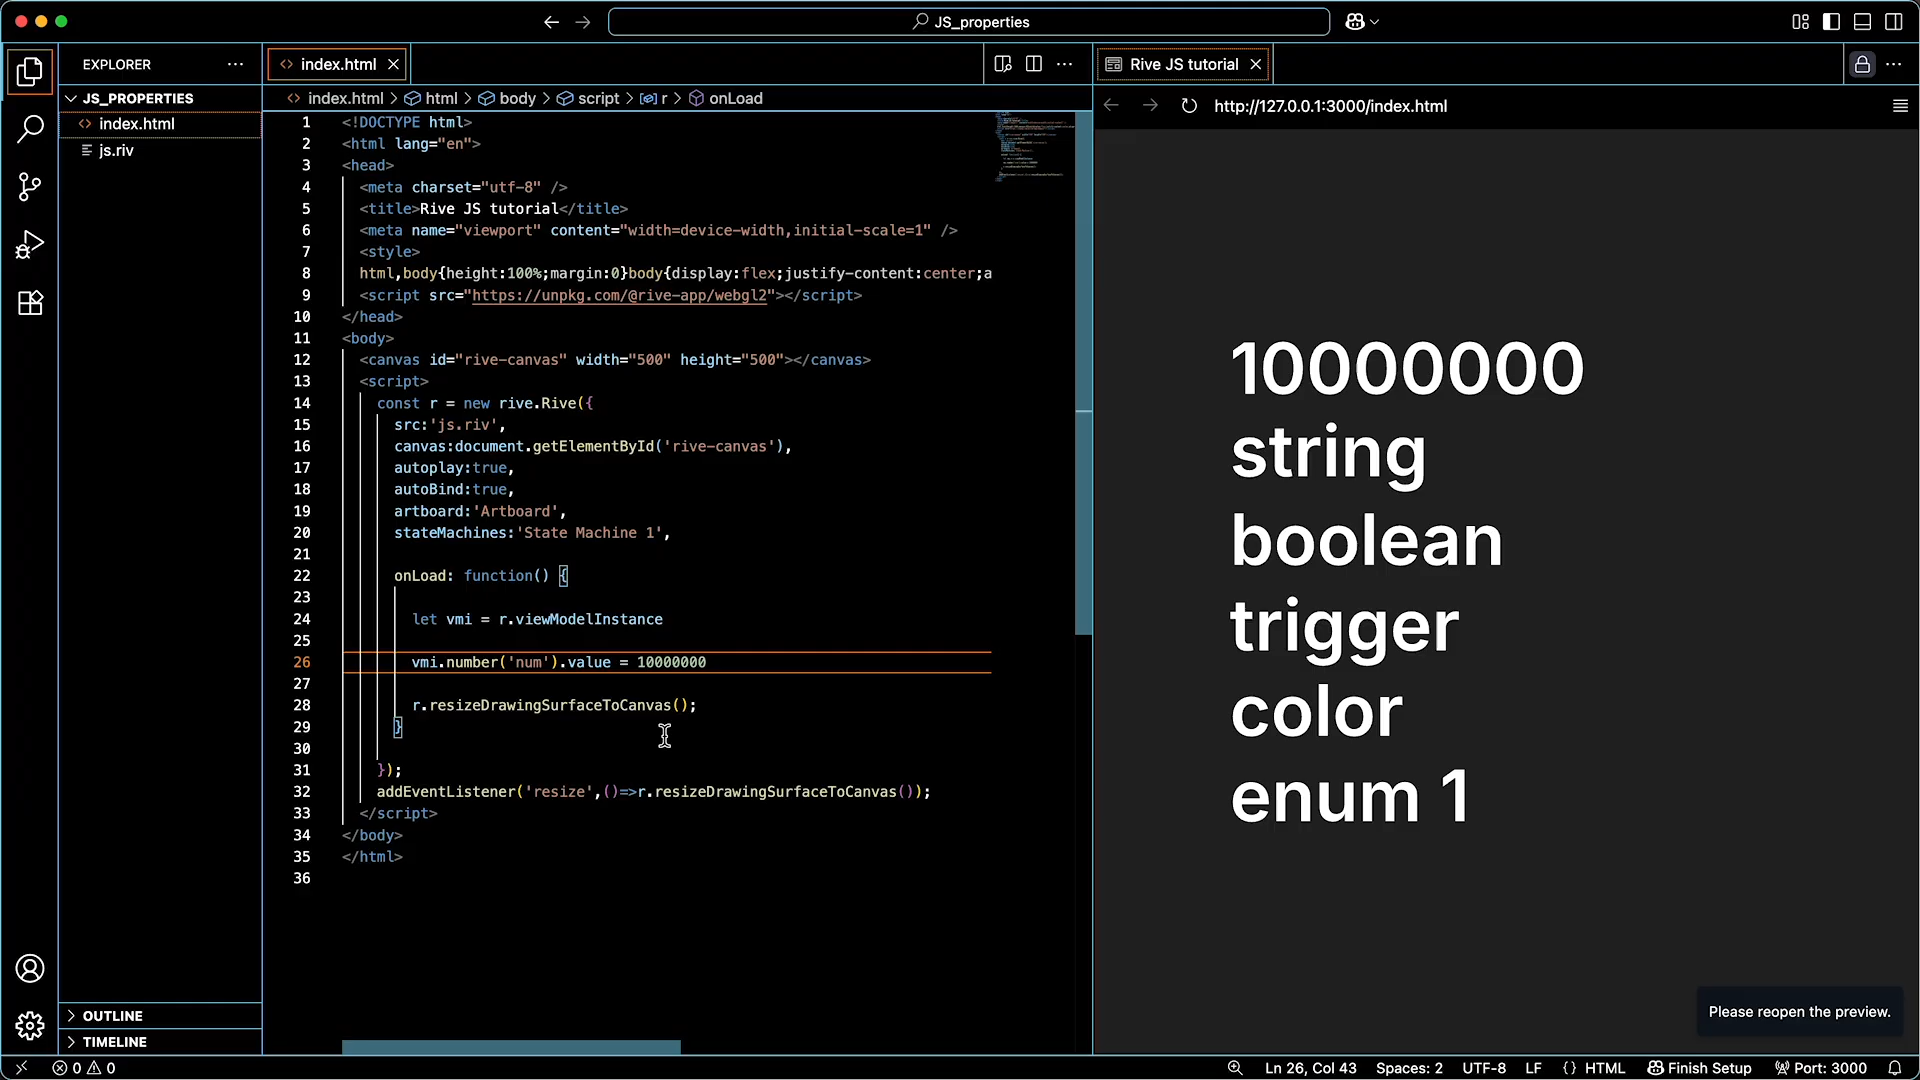 JS_properties
EXPLORER
JS_PROPERTIES
index.html
js.riv
OUTLINE
TIMELINE
index.html
index.html > html > body > script > r > onLoad
1 <!DOCTYPE html>
2 <html lang="en">
3 <head>
4 <meta charset="utf-8" />
5 <title>Rive JS tutorial</title>
6 <meta name="viewport" content="width=device-width,initial-scale=1" />
7 <style>
8 html,body{height:100%;margin:0}body{display:flex;justify-content:center;a
9 <script src="https://unpkg.com/@rive-app/webgl2"></script>
10 </head>
11 <body>
12 <canvas id="rive-canvas" width="500" height="500"></canvas>
13 <script>
14 const r = new rive.Rive({
15 src:'js.riv',
16 canvas:document.getElementById('rive-canvas'),
17 autoplay:true,
18 autoBind:true,
19 artboard:'Artboard',
20 stateMachines:'State Machine 1',
21
22 onLoad: function() {
23
24 let vmi = r.viewModelInstance
25
26 vmi.number('num').value = 10000000
27
28 r.resizeDrawingSurfaceToCanvas();
29 }
30
31 });
32 addEventListener('resize',()=>r.resizeDrawingSurfaceToCanvas());
33 </script>
34 </body>
35 </html>
36
Rive JS tutorial
http://127.0.0.1:3000/index.html
10000000
string
boolean
trigger
color
enum 1
Please reopen the preview.
0 0
Ln 26, Col 43 Spaces: 2 UTF-8 LF {} HTML Finish Setup Port: 3000